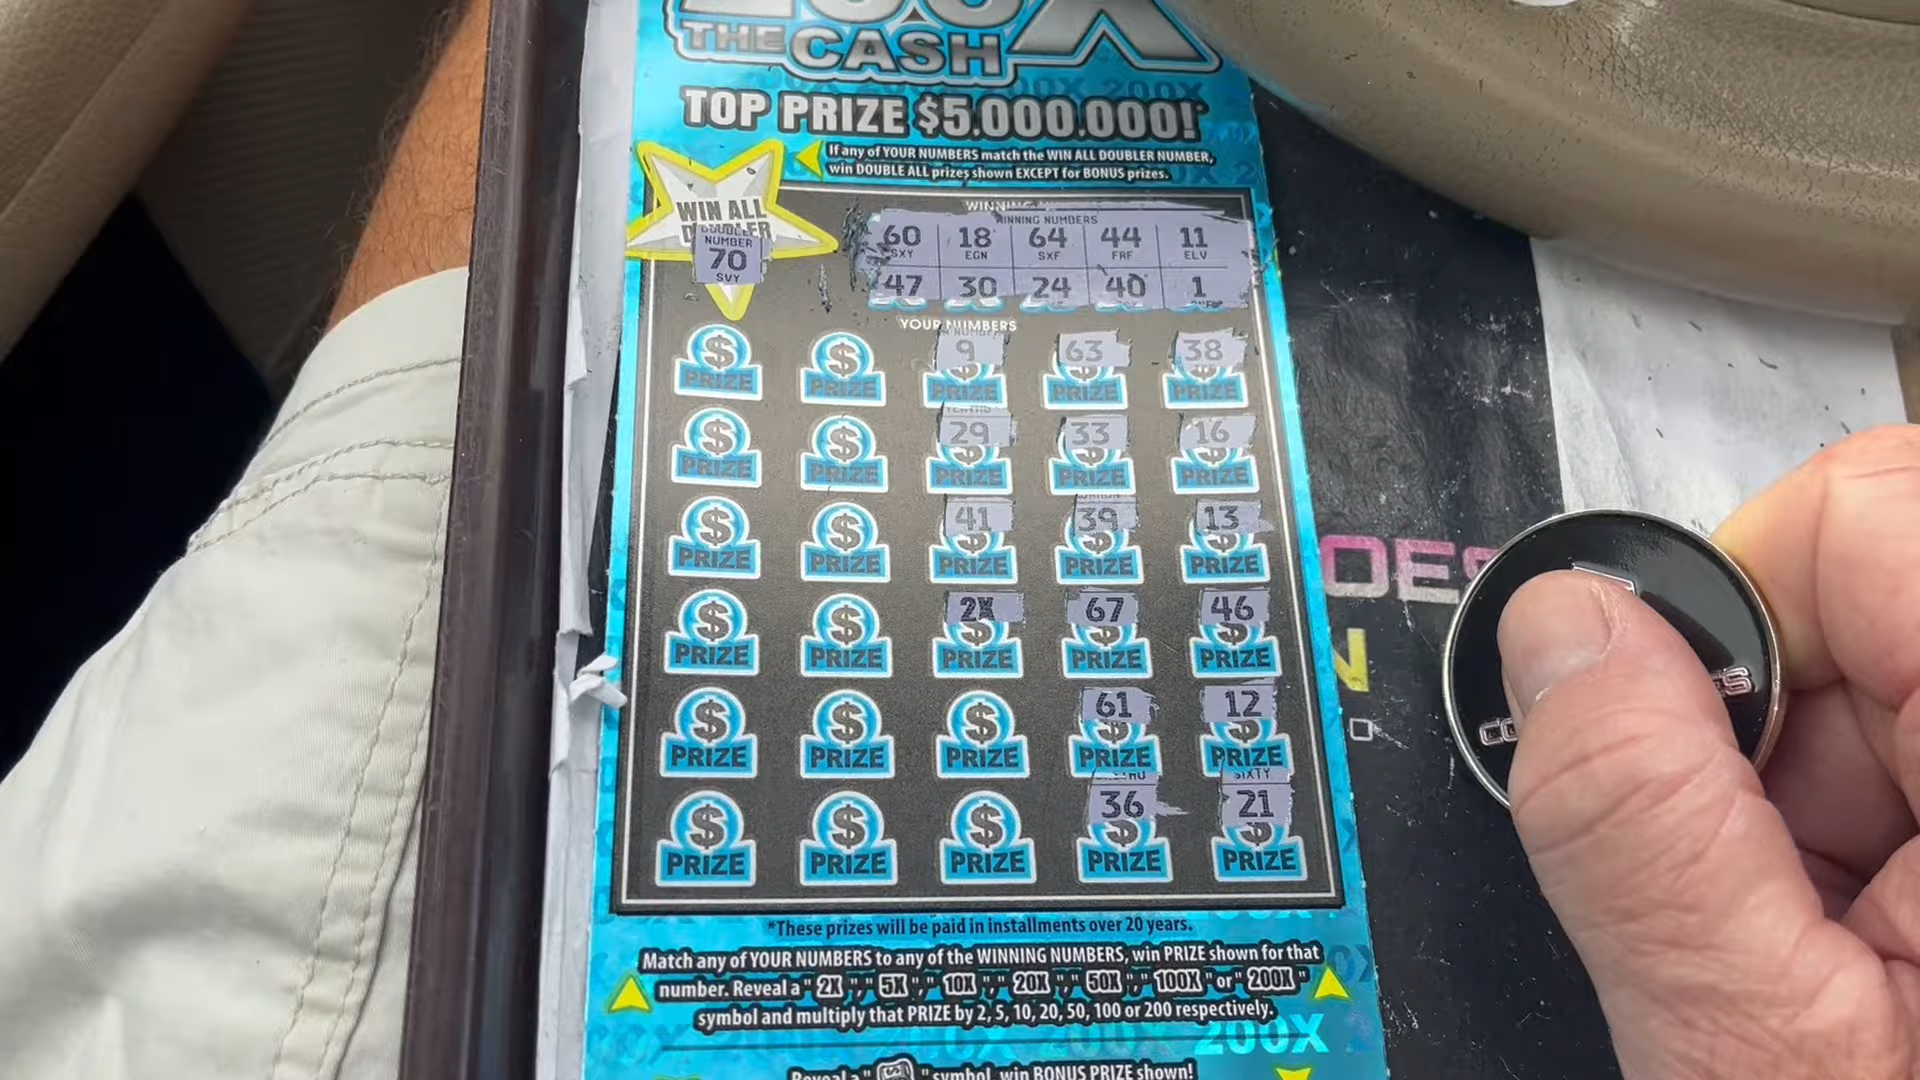 200X
THE CASH
TOP PRIZE $5,000,000!*
If any of YOUR NUMBERS match the WIN ALL DOUBLER NUMBER,
win DOUBLE ALL prizes shown EXCEPT for BONUS prizes.
WIN ALL
DOUBLER
NUMBER
70
SVY
WINNING NUMBERS
60 18 64 44 11
SXY EGN SXF FRF ELV
47 30 24 40 1
YOUR NUMBERS
9 63 38
PRIZE PRIZE PRIZE PRIZE PRIZE
29 33 16
PRIZE PRIZE PRIZE PRIZE PRIZE
41 39 13
PRIZE PRIZE PRIZE PRIZE PRIZE
2X 67 46
PRIZE PRIZE PRIZE PRIZE PRIZE
61 12
PRIZE PRIZE PRIZE PRIZE PRIZE
SIXTY
36 21
PRIZE PRIZE PRIZE PRIZE PRIZE
*These prizes will be paid in installments over 20 years.
Match any of YOUR NUMBERS to any of the WINNING NUMBERS, win PRIZE shown for that
number. Reveal a "2X", "5X", "10X", "20X", "50X", "100X" or "200X"
symbol and multiply that PRIZE by 2, 5, 10, 20, 50, 100 or 200 respectively.
200X
Reveal a " " symbol, win BONUS PRIZE shown!